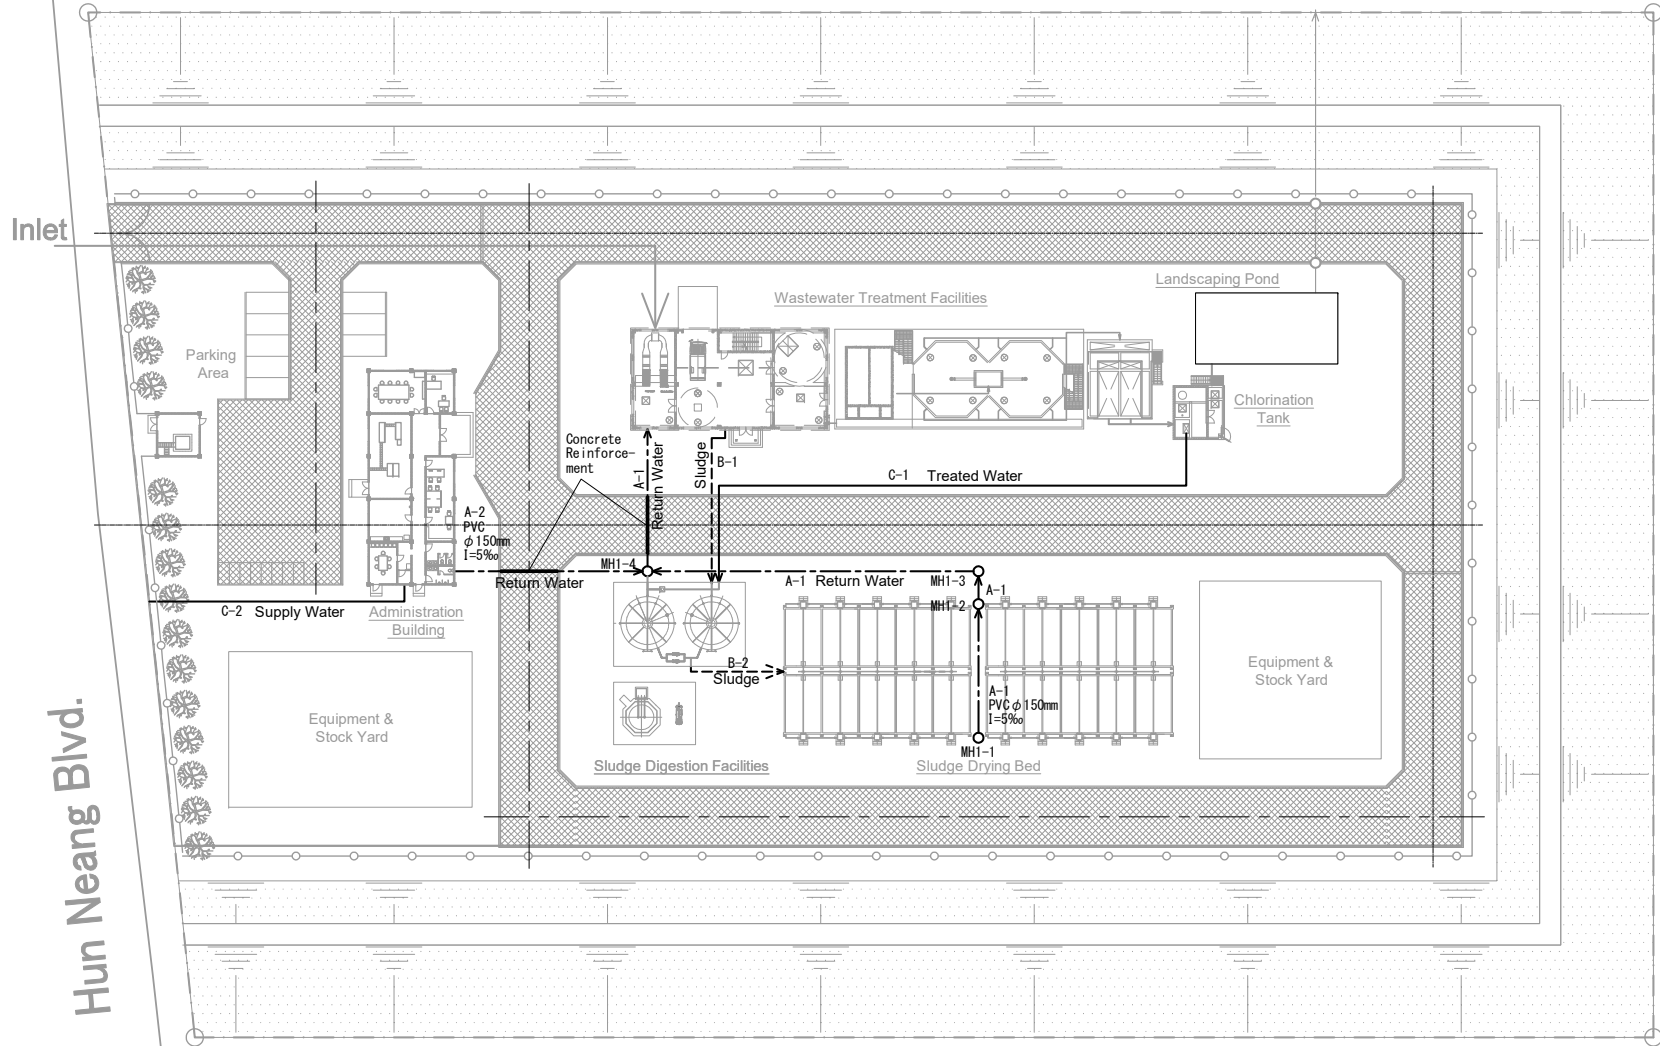 Inlet
Landscaping Pond
Wastewater Treatment Facilities
Parking
Area
Chlorination
Tank
Concrete
Reinforce-
ment
A-1
Return Water
Sludge
B-1
C-1
Treated Water
A-2
PVC
φ150mm
I=5‰
MH1-4
Return Water
A-1
Return Water
MH1-3
A-1
MH1-2
C-2
Supply Water
Administration
Building
B-2
Sludge
Equipment &
Stock Yard
A-1
PVCφ150mm
I=5‰
Equipment &
Stock Yard
MH1-1
Sludge Digestion Facilities
Sludge Drying Bed
Hun Neang Blvd.